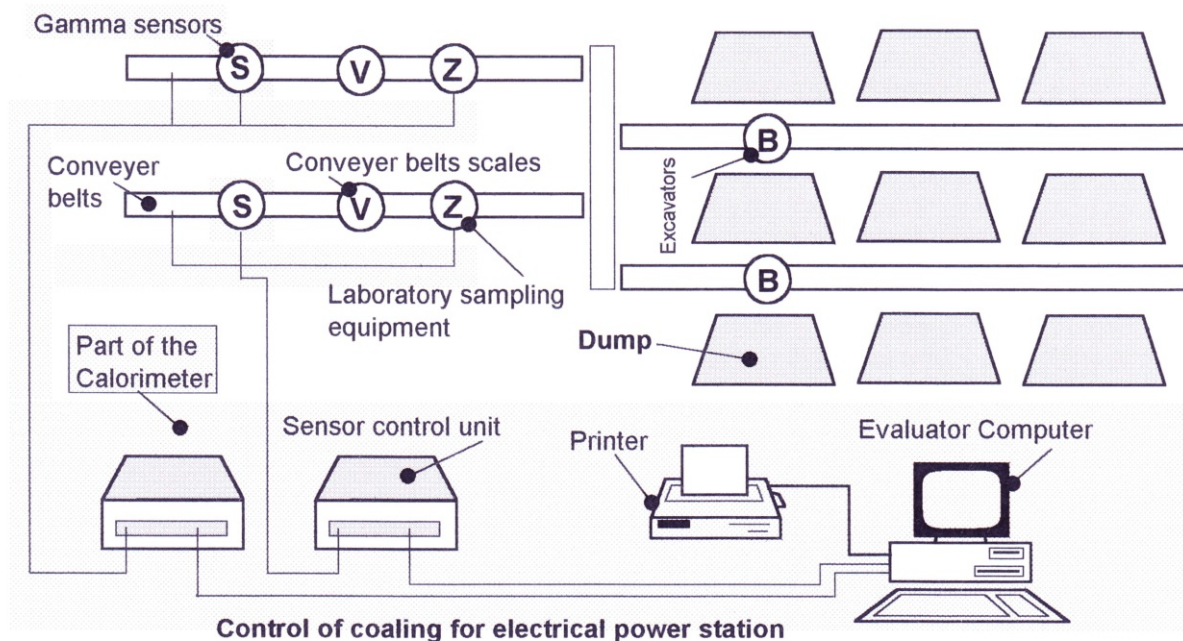 Gamma sensors
S
V
Z
B
Conveyer
belts
Conveyer belts scales
S
V
Z
Excavators
B
Laboratory sampling
equipment
Dump
Part of the
Calorimeter
Sensor control unit
Printer
Evaluator Computer
Control of coaling for electrical power station